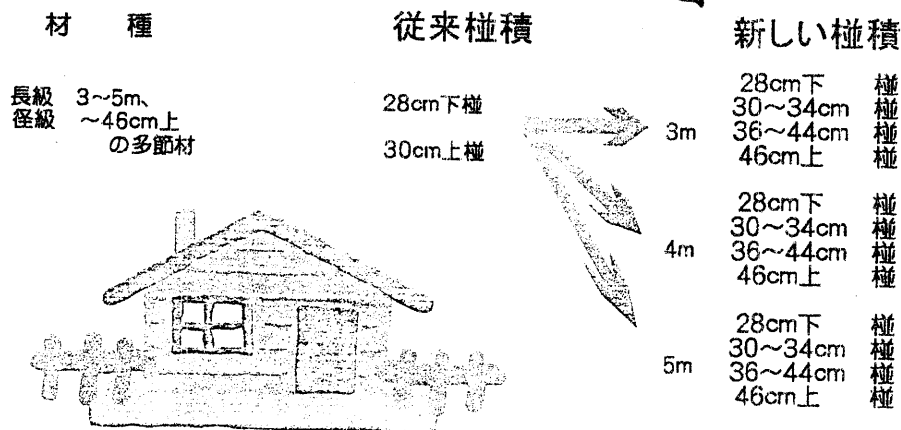 材 種 従来椪積 新しい椪積
長級 3～5m、
径級 ～46cm上
の多節材
28cm下椪
30cm上椪
3m
28cm下 椪
30～34cm 椪
36～44cm 椪
46cm上 椪
4m
28cm下 椪
30～34cm 椪
36～44cm 椪
46cm上 椪
5m
28cm下 椪
30～34cm 椪
36～44cm 椪
46cm上 椪